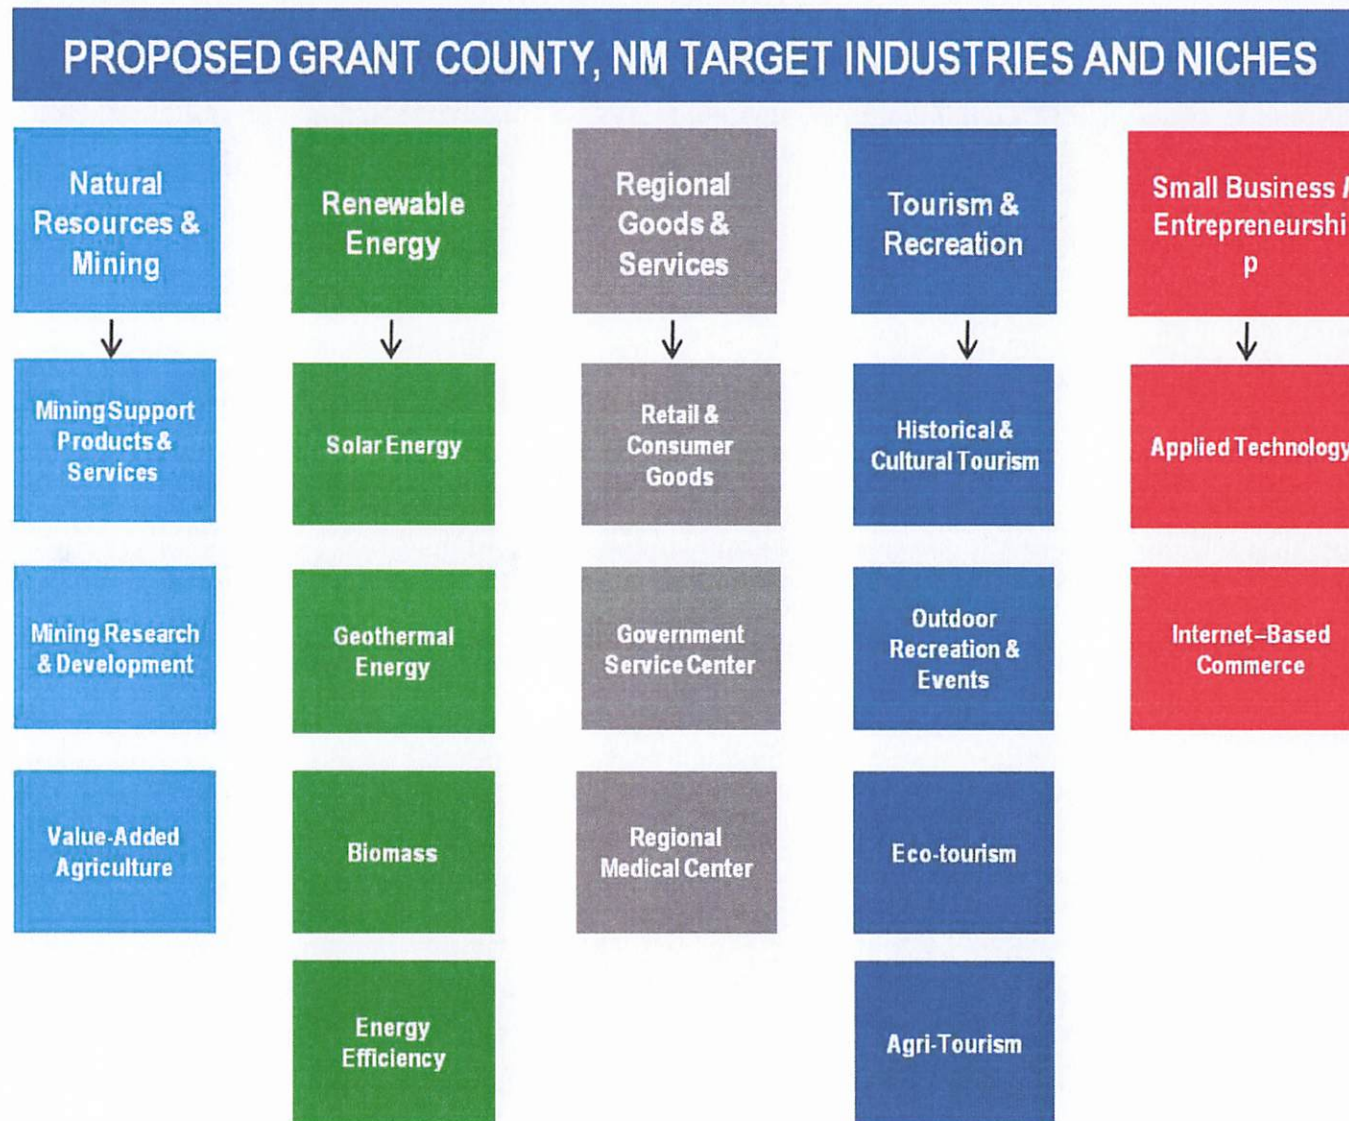 PROPOSED GRANT COUNTY, NM TARGET INDUSTRIES AND NICHES
Natural
Resources &
Mining
Renewable
Energy
Regional
Goods &
Services
Tourism &
Recreation
Small Business /
Entrepreneurshi
p
Mining Support
Products &
Services
Solar Energy
Retail &
Consumer
Goods
Historical &
Cultural Tourism
Applied Technology
Mining Research
& Development
Geothermal
Energy
Government
Service Center
Outdoor
Recreation &
Events
Internet–Based
Commerce
Value-Added
Agriculture
Biomass
Regional
Medical Center
Eco-tourism
Energy
Efficiency
Agri-Tourism